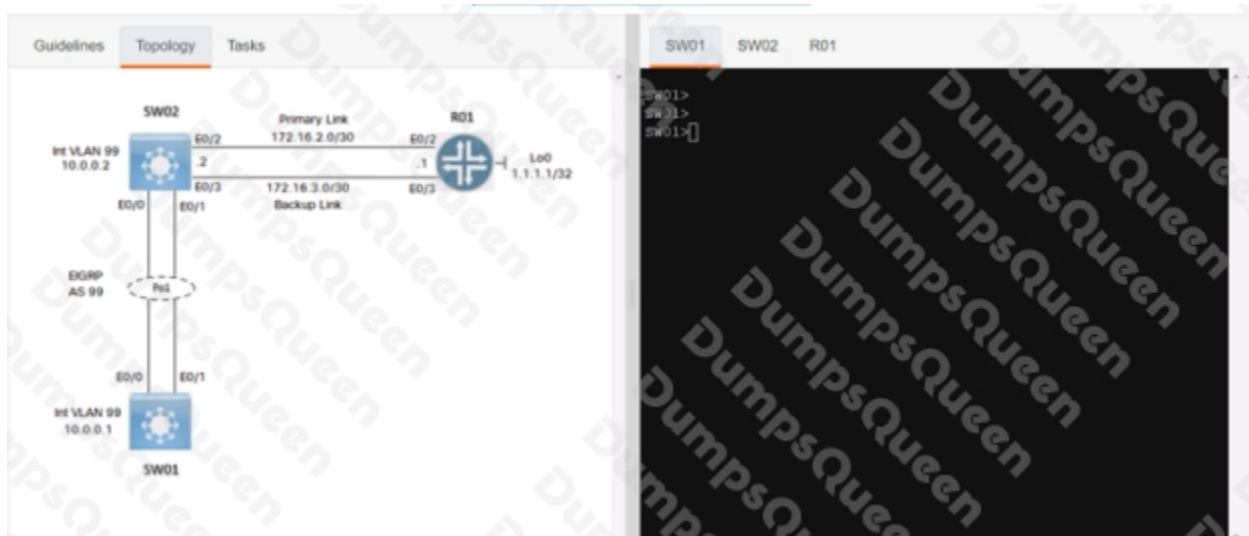 Guidelines Topology Tasks
SW01 SW02 R01
SW02
Primary Link
172.16.2.0/30
R01
E0/2
E0/2
Int VLAN 99
10.0.0.2
.2
.1
Lo0
1.1.1.1/32
E0/3
172.16.3.0/30
E0/3
Backup Link
E0/0
E0/1
EIGRP
AS 99
Po1
E0/0
E0/1
Int VLAN 99
10.0.0.1
SW01
SW01>
SW01>
SW01>
DumpsQueen